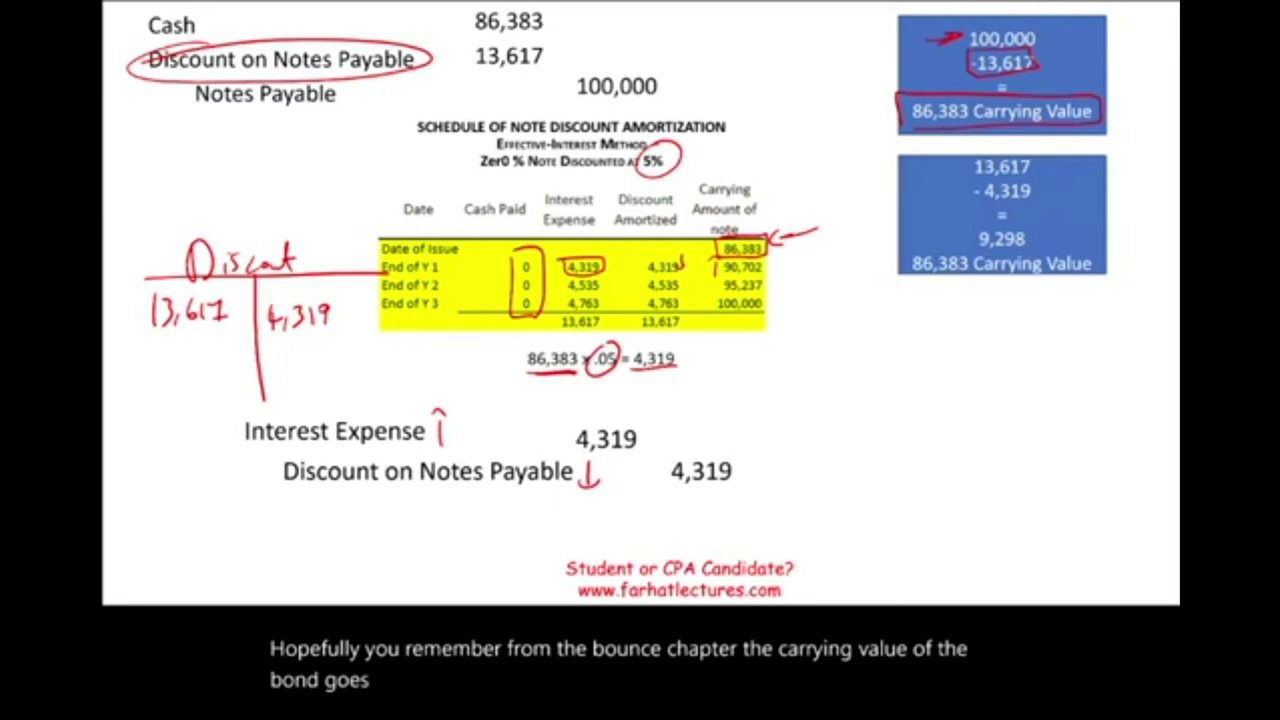 Cash 86,383
Discount on Notes Payable 13,617
Notes Payable 100,000
100,000
-13,617
=
86,383 Carrying Value
SCHEDULE OF NOTE DISCOUNT AMORTIZATION
EFFECTIVE-INTEREST METHOD
ZER0 % NOTE DISCOUNTED AT 5%
13,617
- 4,319
=
9,298
86,383 Carrying Value
Date Cash Paid Interest Expense Discount Amortized Carrying Amount of note
Date of Issue 86,383
End of Y 1 0 4,319 4,319 90,702
End of Y 2 0 4,535 4,535 95,237
End of Y 3 0 4,763 4,763 100,000
13,617 13,617
13,617 4,319
86,383 x .05 = 4,319
Interest Expense 4,319
Discount on Notes Payable 4,319
Student or CPA Candidate?
www.farhatlectures.com
Hopefully you remember from the bounce chapter the carrying value of the
bond goes